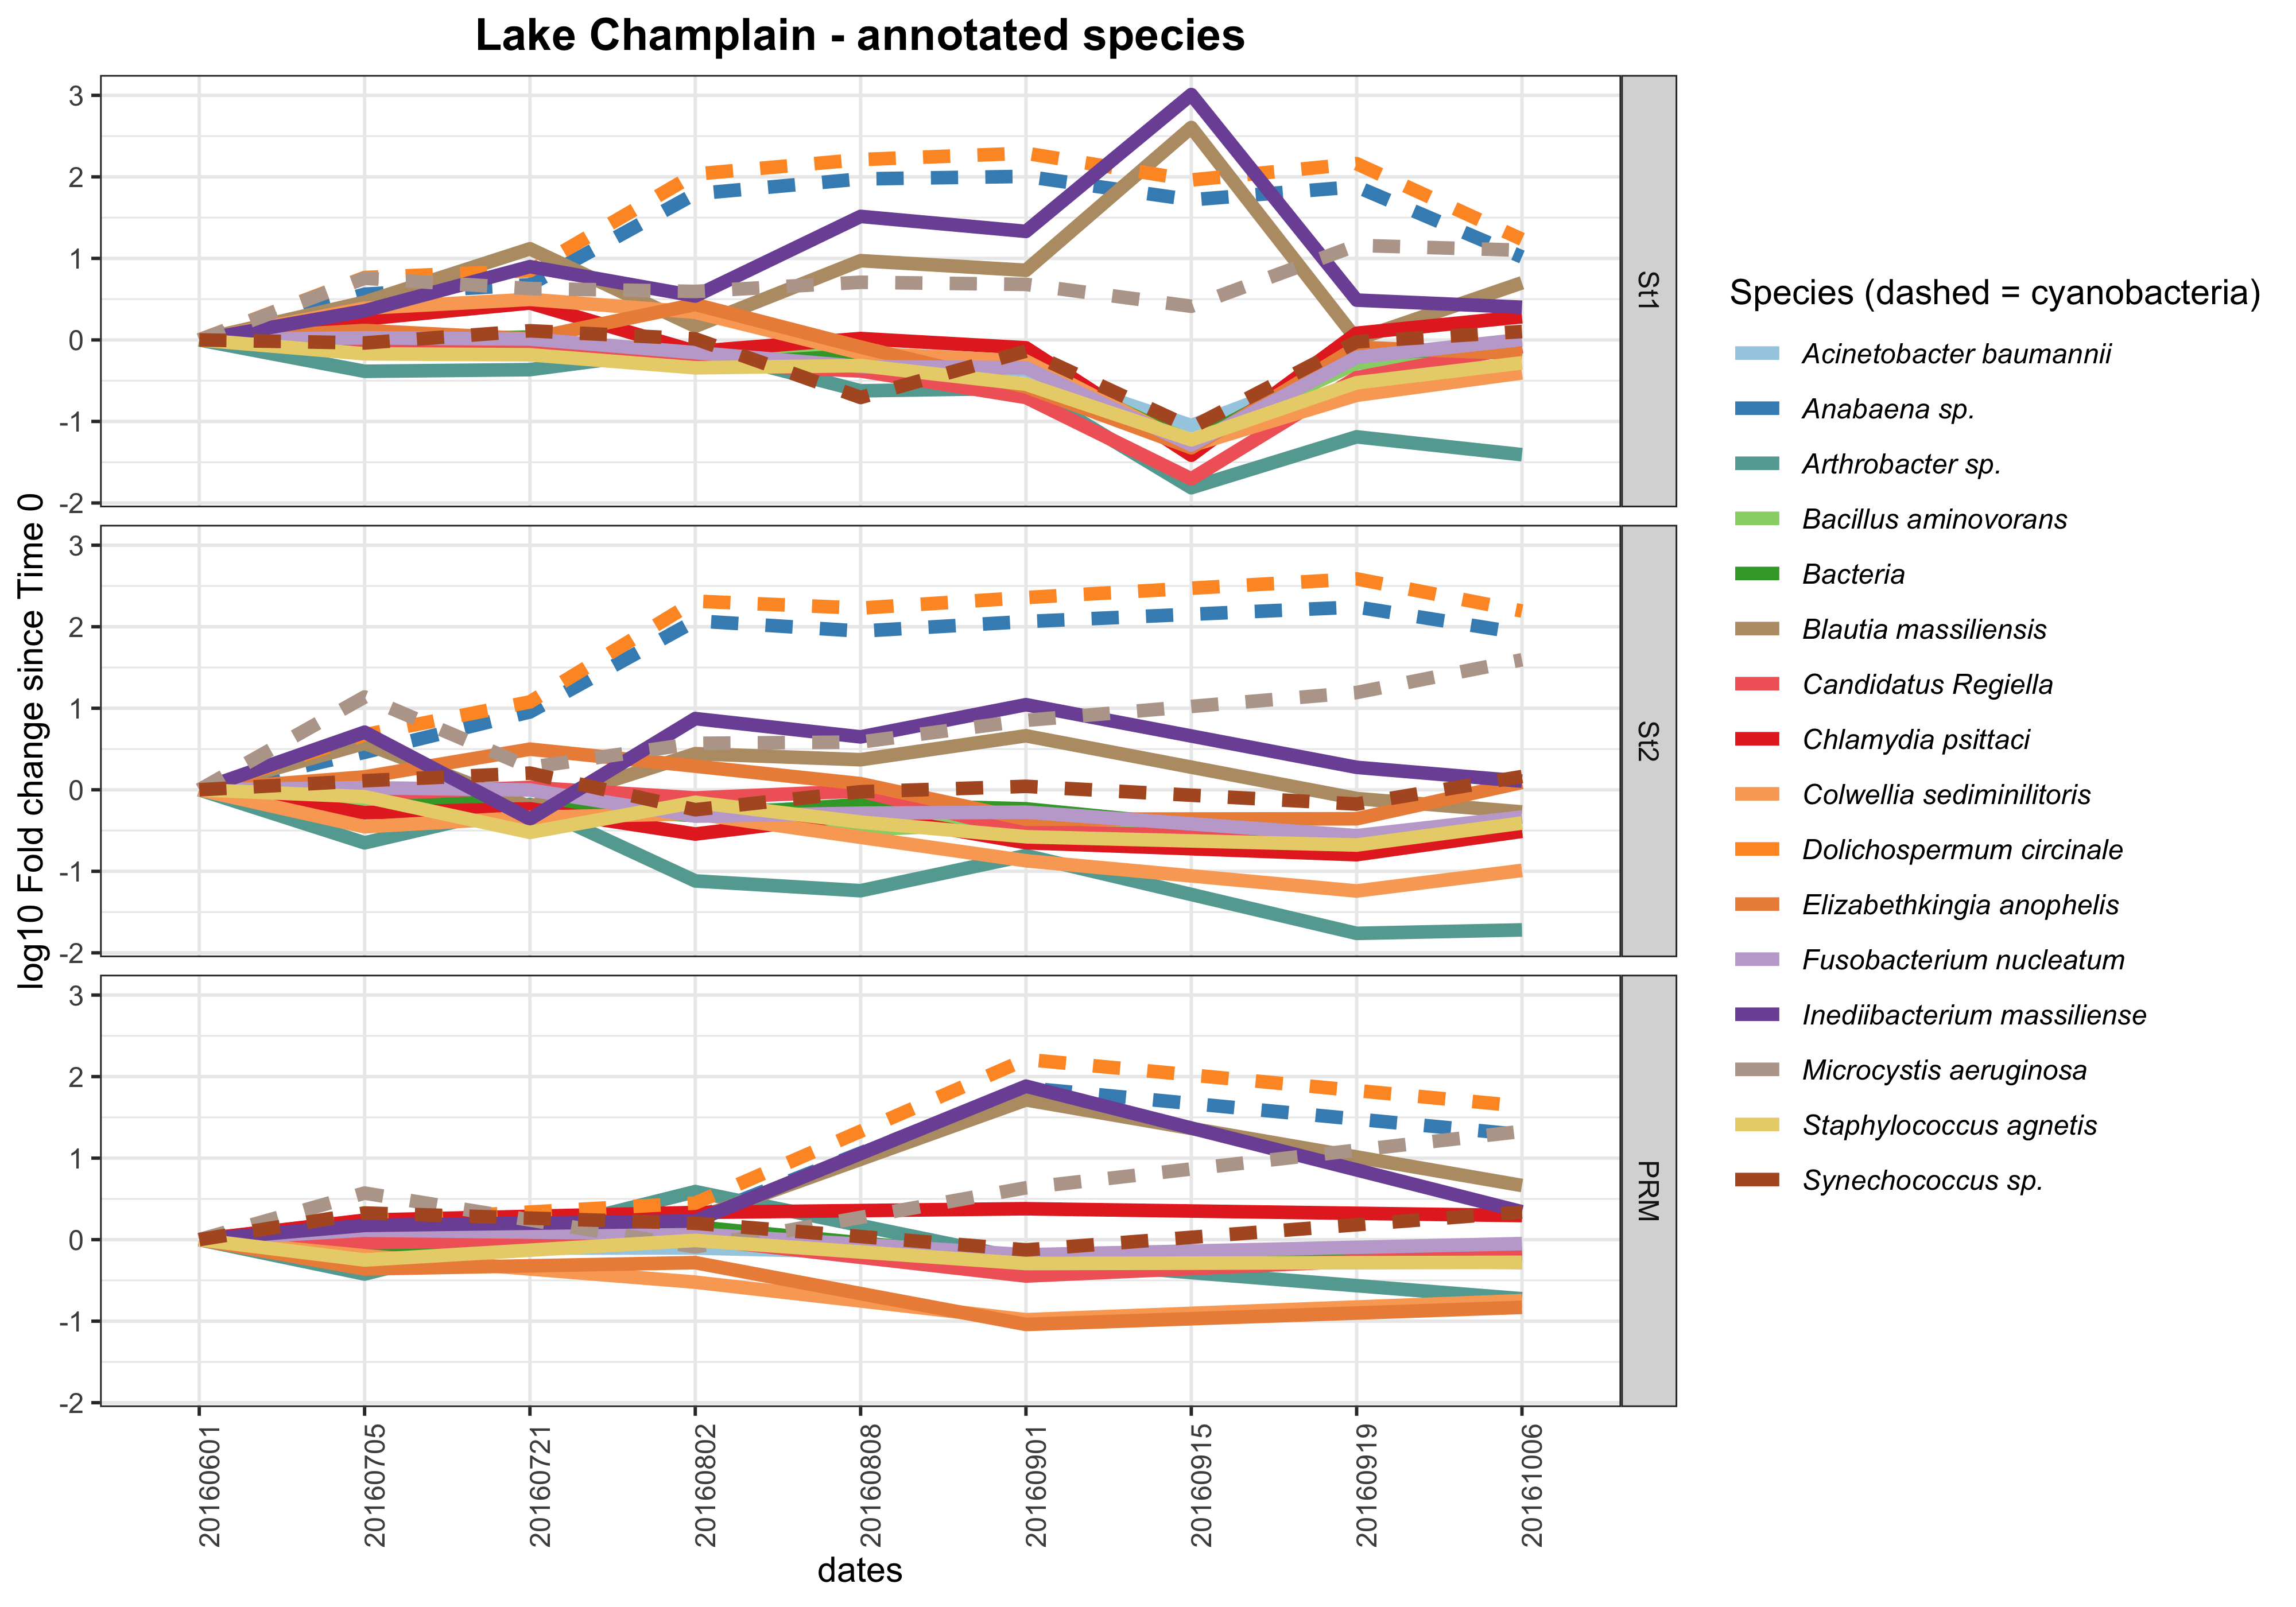 Lake Champlain - annotated species
log10 Fold change since Time 0
3
2
1
0
-1
-2
St1
3
2
1
0
-1
-2
St2
3
2
1
0
-1
-2
PRM
20160601
20160705
20160721
20160802
20160808
20160901
20160915
20160919
20161006
dates
Species (dashed = cyanobacteria)
Acinetobacter baumannii
Anabaena sp.
Arthrobacter sp.
Bacillus aminovorans
Bacteria
Blautia massiliensis
Candidatus Regiella
Chlamydia psittaci
Colwellia sediminilitoris
Dolichospermum circinale
Elizabethkingia anophelis
Fusobacterium nucleatum
Inediibacterium massiliense
Microcystis aeruginosa
Staphylococcus agnetis
Synechococcus sp.